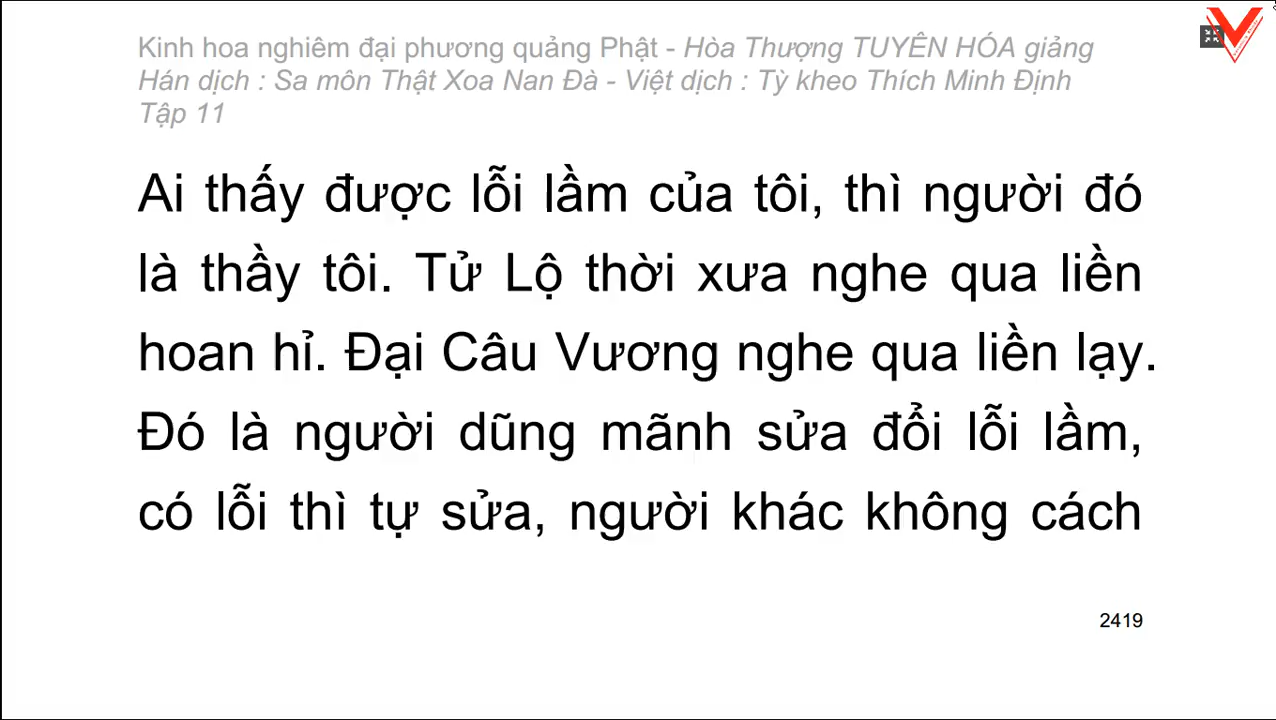 Kinh hoa nghiêm đại phương quảng Phật - Hòa Thượng TUYÊN HÓA giảng
Hán dịch : Sa môn Thật Xoa Nan Đà - Việt dịch : Tỳ kheo Thích Minh Định
Tập 11
Ai thấy được lỗi lầm của tôi, thì người đó
là thầy tôi. Tử Lộ thời xưa nghe qua liền
hoan hỉ. Đại Câu Vương nghe qua liền lạy.
Đó là người dũng mãnh sửa đổi lỗi lầm,
có lỗi thì tự sửa, người khác không cách
2419